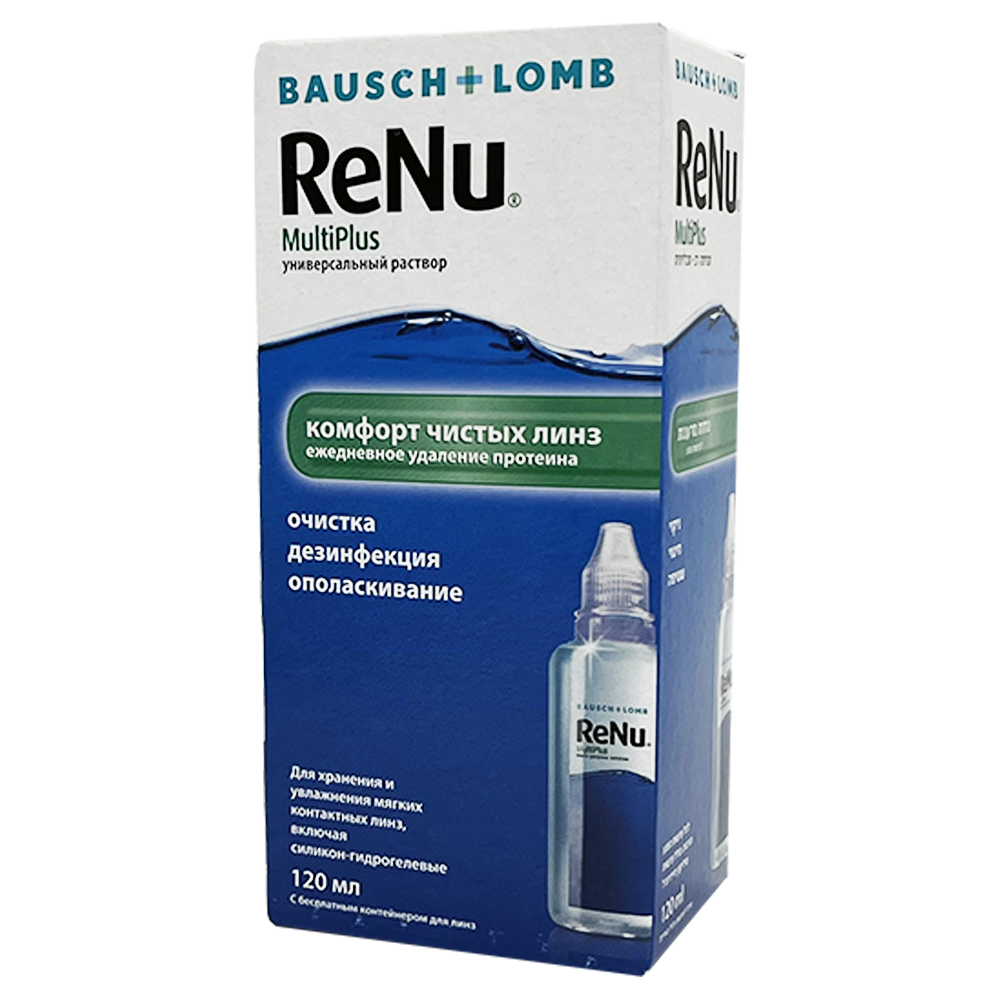 BAUSCH + LOMB
ReNu®
MultiPlus
универсальный раствор
комфорт чистых линз
ежедневное удаление протеина
очистка
дезинфекция
ополаскивание
Для хранения и
увлажнения мягких
контактных линз,
включая
силикон-гидрогелевые
120 мл
С бесплатным контейнером для линз
BAUSCH + LOMB
ReNu.
MultiPlus
BAUSCH + LOMB
ReNu
MultiPlus
ReNu
120 ml